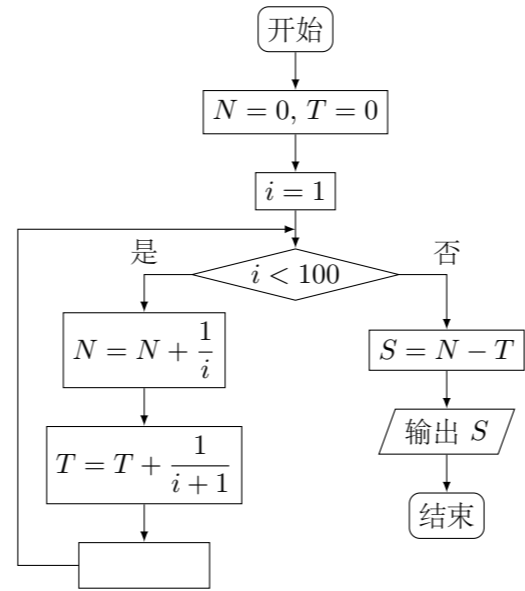 开始
N = 0, T = 0
i = 1
是
i < 100
否
N = N + 1/i
S = N − T
T = T + 1/(i + 1)
输出 S
结束